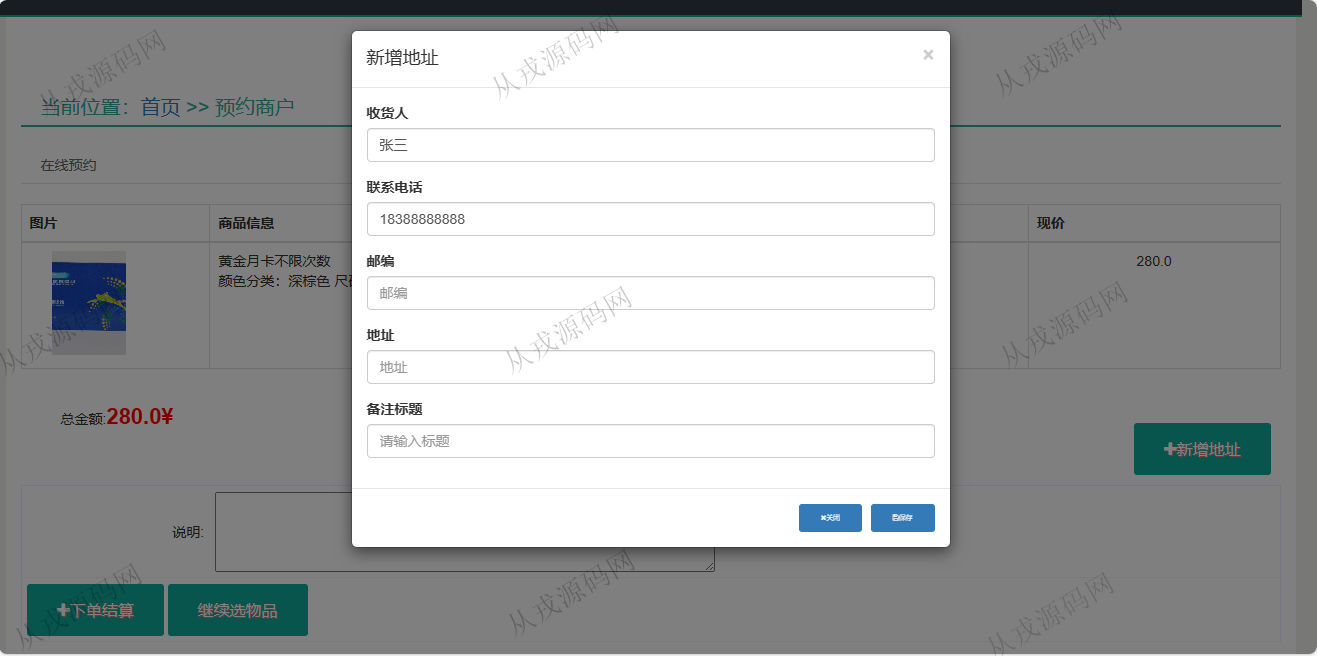 新增地址
×
当前位置：首页 >> 预约商户
在线预约
收货人
张三
联系电话
18388888888
邮编
邮编
地址
地址
备注标题
请输入标题
关闭
保存
图片
商品信息
现价
黄金月卡不限次数
颜色分类：深棕色 尺
280.0
总金额:280.0¥
新增地址
说明:
下单结算
继续选物品
从戎源码网
从戎源码网
从戎源码网
从戎源码网
从戎源码网
从戎源码网
从戎源码网
从戎源码网
从戎源码网